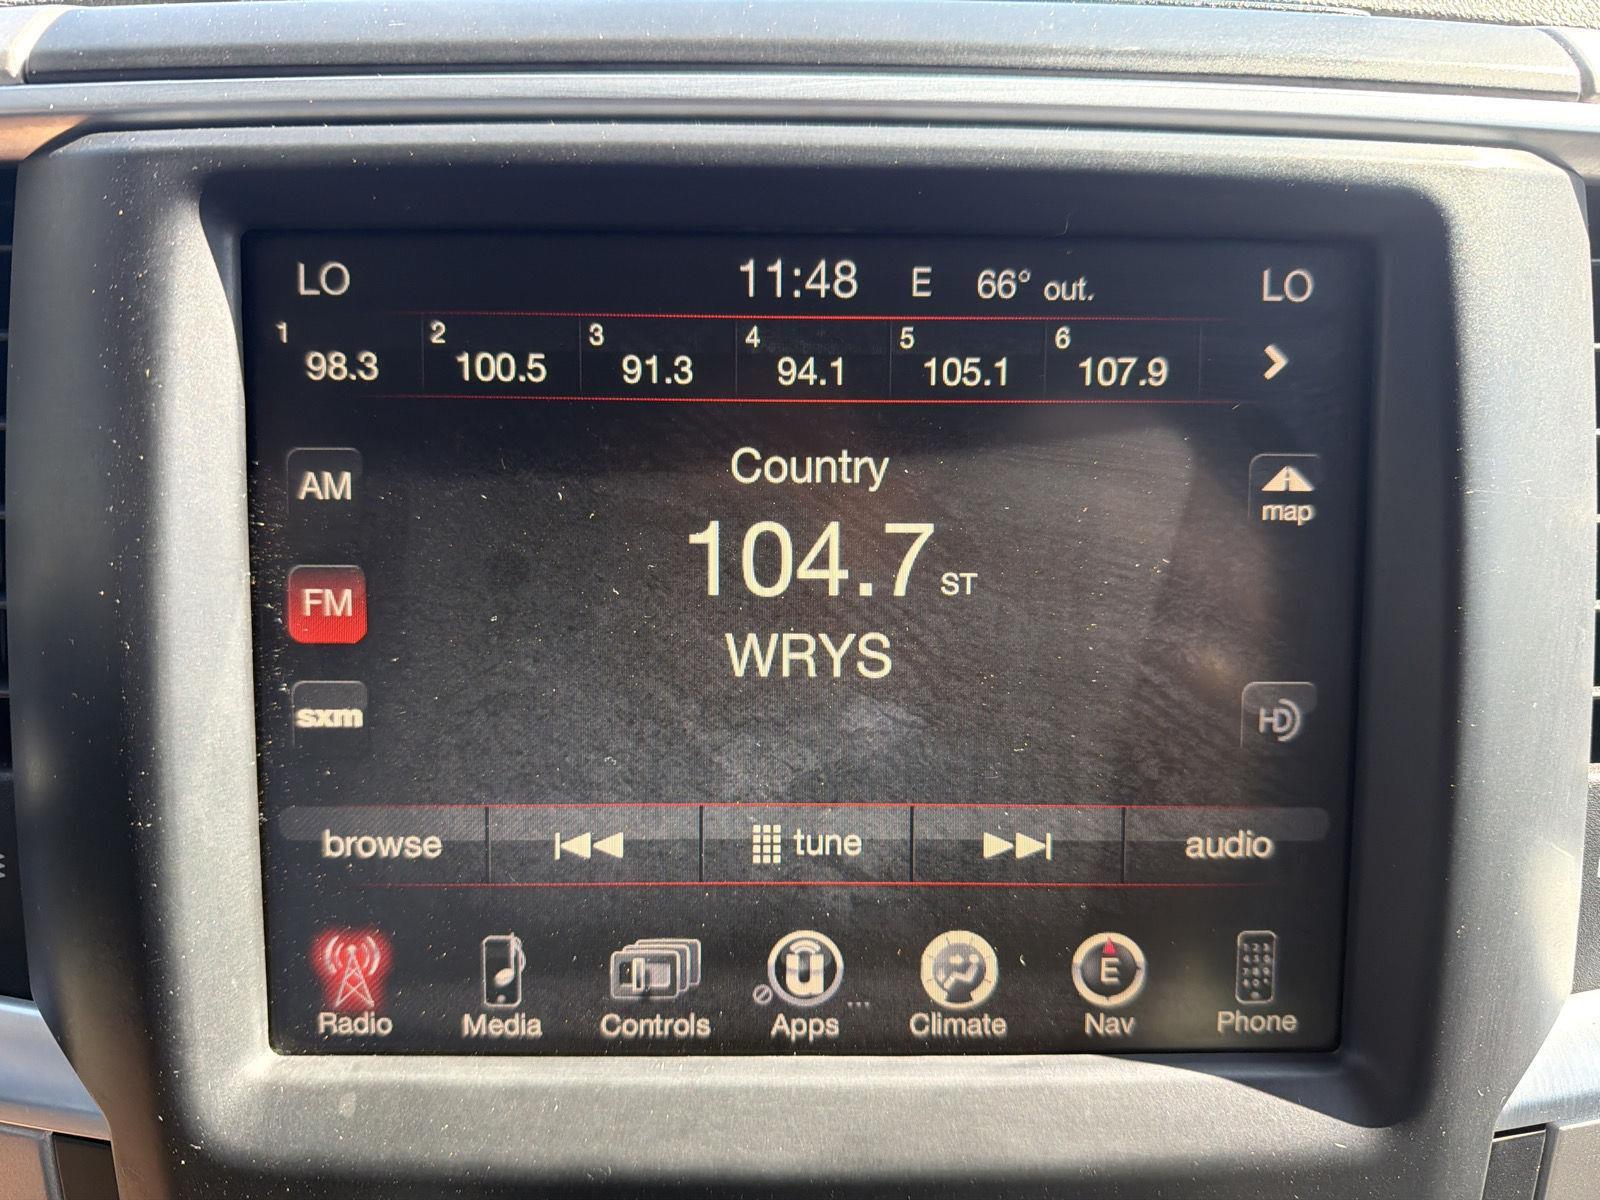 LO 11:48 E 66° out. LO
1 98.3 2 100.5 3 91.3 4 94.1 5 105.1 6 107.9
Country
AM
map
104.7 ST
FM
WRYS
sxm
HD
browse tune audio
E
Radio Media Controls Apps ... Climate Nav Phone